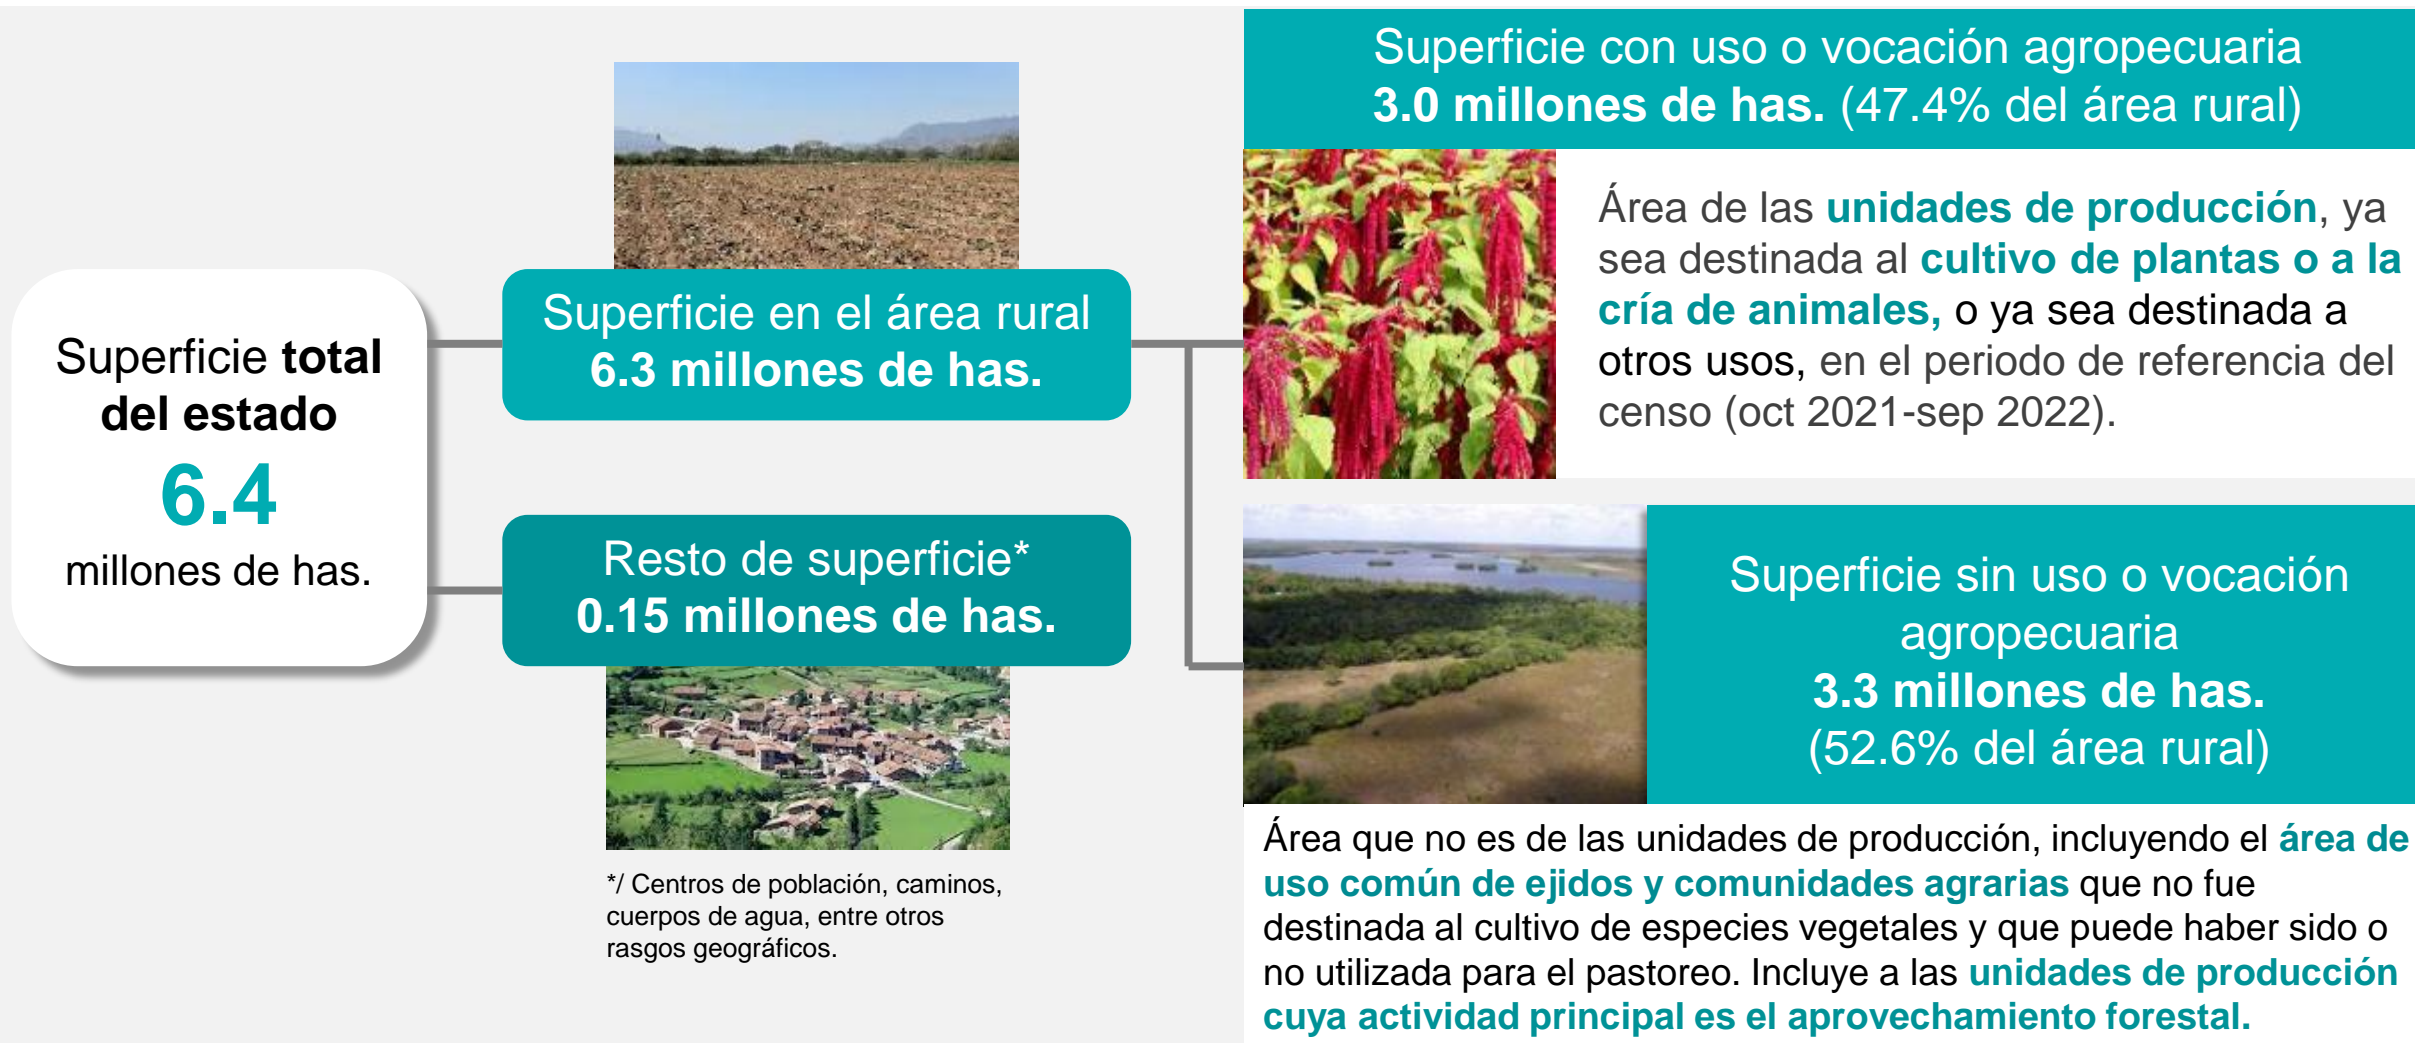 Superficie total
del estado
6.4
millones de has.
Superficie en el área rural
6.3 millones de has.
Resto de superficie*
0.15 millones de has.
*/ Centros de población, caminos,
cuerpos de agua, entre otros
rasgos geográficos.
Superficie con uso o vocación agropecuaria
3.0 millones de has. (47.4% del área rural)
Área de las unidades de producción, ya
sea destinada al cultivo de plantas o a la
cría de animales, o ya sea destinada a
otros usos, en el periodo de referencia del
censo (oct 2021-sep 2022).
Superficie sin uso o vocación
agropecuaria
3.3 millones de has.
(52.6% del área rural)
Área que no es de las unidades de producción, incluyendo el área de
uso común de ejidos y comunidades agrarias que no fue
destinada al cultivo de especies vegetales y que puede haber sido o
no utilizada para el pastoreo. Incluye a las unidades de producción
cuya actividad principal es el aprovechamiento forestal.